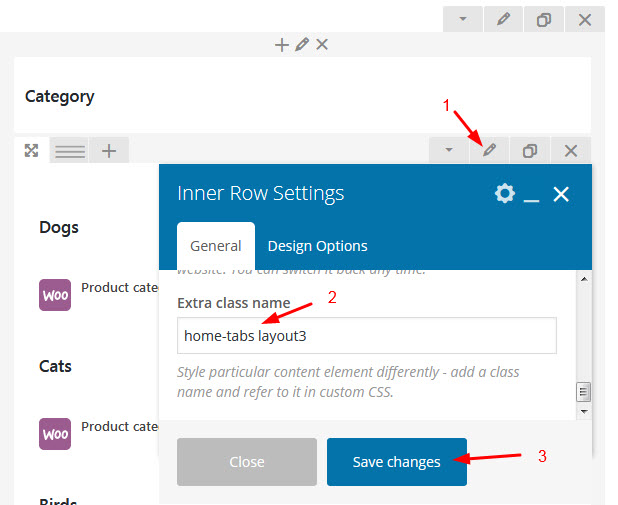 Category
1
Inner Row Settings
General
Design Options
website. You can switch it back any time.
Dogs
Woo
Product cate
Extra class name
2
home-tabs layout3
Style particular content element differently - add a class
name and refer to it in custom CSS.
Cats
Woo
Product cate
Close
Save changes
3
Birds